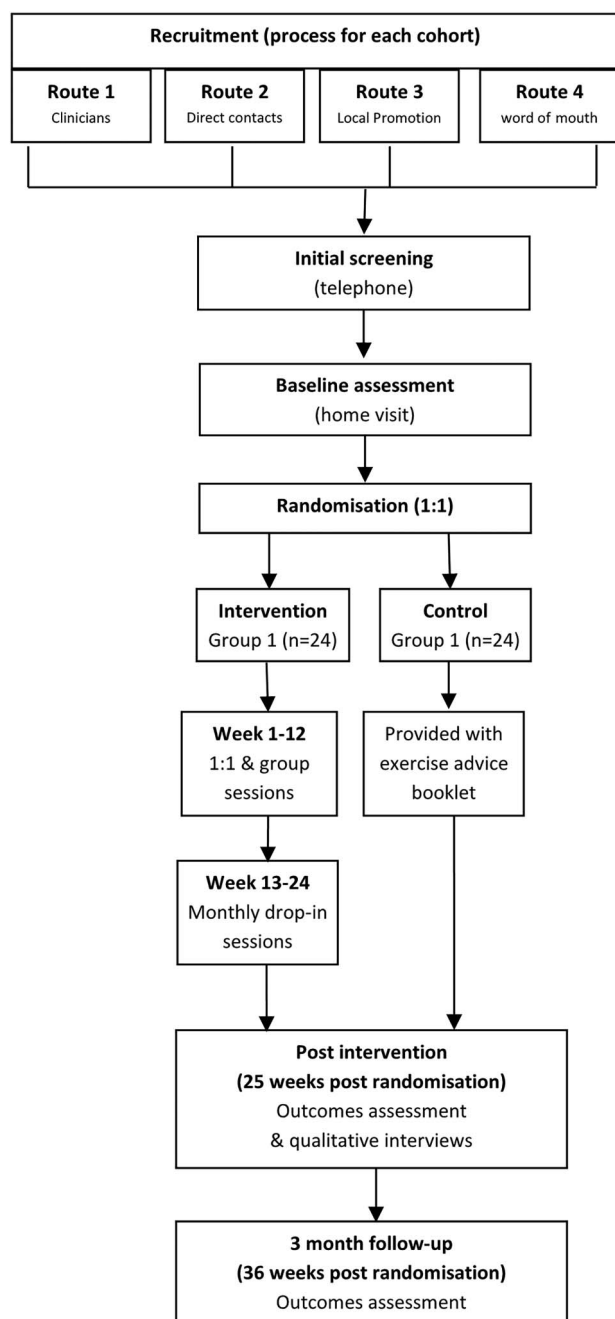 Recruitment (process for each cohort)
Route 1
Clinicians
Route 2
Direct contacts
Route 3
Local Promotion
Route 4
word of mouth
Initial screening
(telephone)
Baseline assessment
(home visit)
Randomisation (1:1)
Intervention
Group 1 (n=24)
Control
Group 1 (n=24)
Week 1-12
1:1 & group
sessions
Provided with
exercise advice
booklet
Week 13-24
Monthly drop-in
sessions
Post intervention
(25 weeks post randomisation)
Outcomes assessment
& qualitative interviews
3 month follow-up
(36 weeks post randomisation)
Outcomes assessment